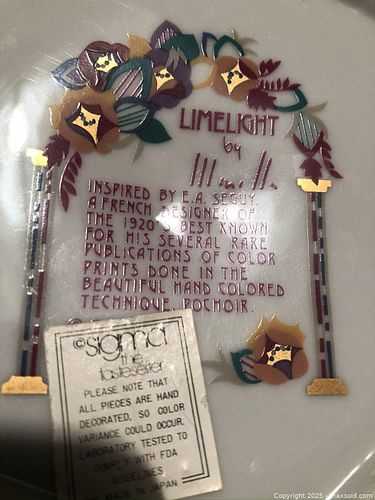 LIMELIGHT
by
INSPIRED BY E.A. SEGUY.
A FRENCH DESIGNER OF
THE 1920'S BEST KNOWN
FOR HIS SEVERAL RARE
PUBLICATIONS OF COLOR
PRINTS DONE IN THE
BEAUTIFUL HAND COLORED
TECHNIQUE, POCHOIR.
©
©sigma
the
tastesetter
PLEASE NOTE THAT
ALL PIECES ARE HAND
DECORATED, SO COLOR
VARIANCE COULD OCCUR.
LABORATORY TESTED TO
COMPLY WITH FDA
GUIDELINES
MADE IN JAPAN
Copyright 2025 - maxsold.com